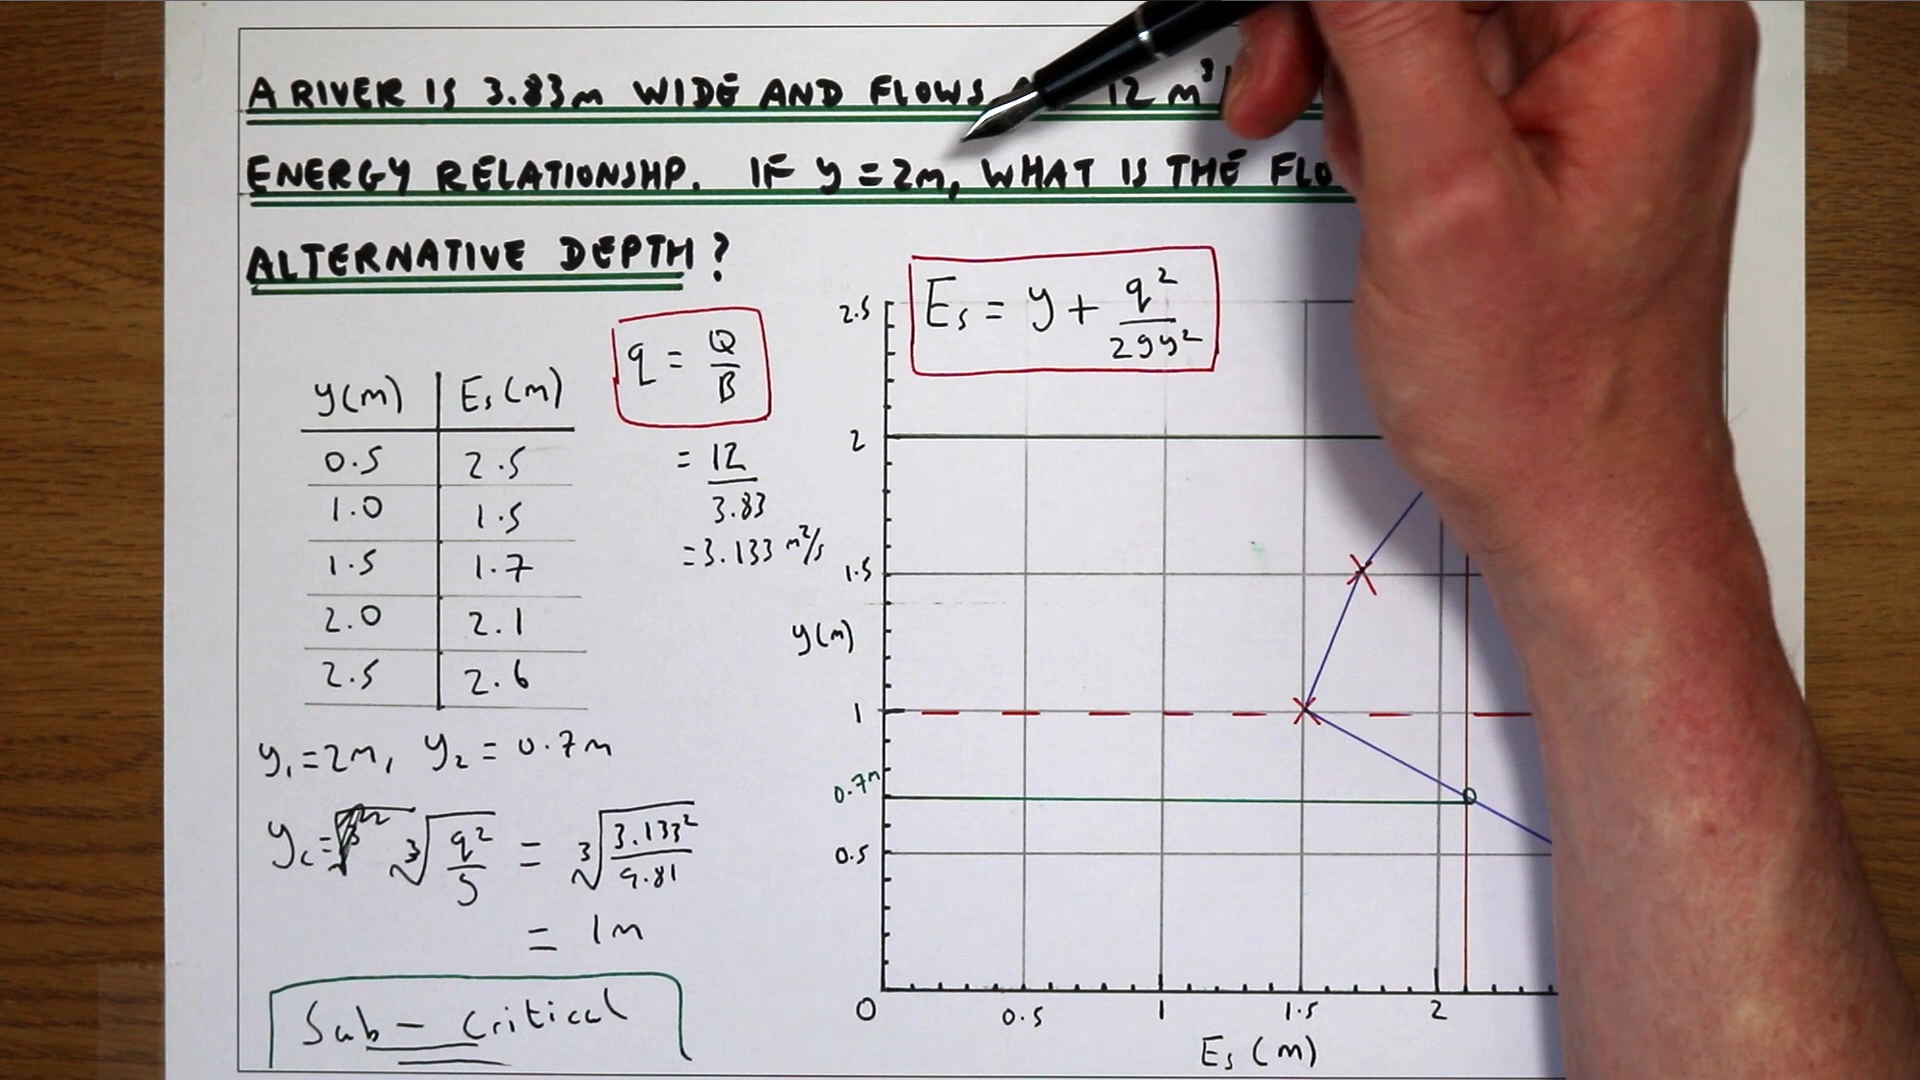 A RIVER IS 3.83m WIDE AND FLOWS 12 m³/
ENERGY RELATIONSHP. IF y = 2m, WHAT IS THE FLO
ALTERNATIVE DEPTH?
y(m) Es(m)
0.5 2.5
1.0 1.5
1.5 1.7
2.0 2.1
2.5 2.6
q = Q/B
= 12/3.83
= 3.133 m²/s
y₁ = 2m, y₂ = 0.7m
yc = ∛(q²/g) = ∛(3.133²/9.81)
= 1m
Sub-Critical
Es = y + q²/2gy²
2.5
2
1.5
y(m)
1
0.7m
0.5
0 0.5 1 1.5 2
Es (m)